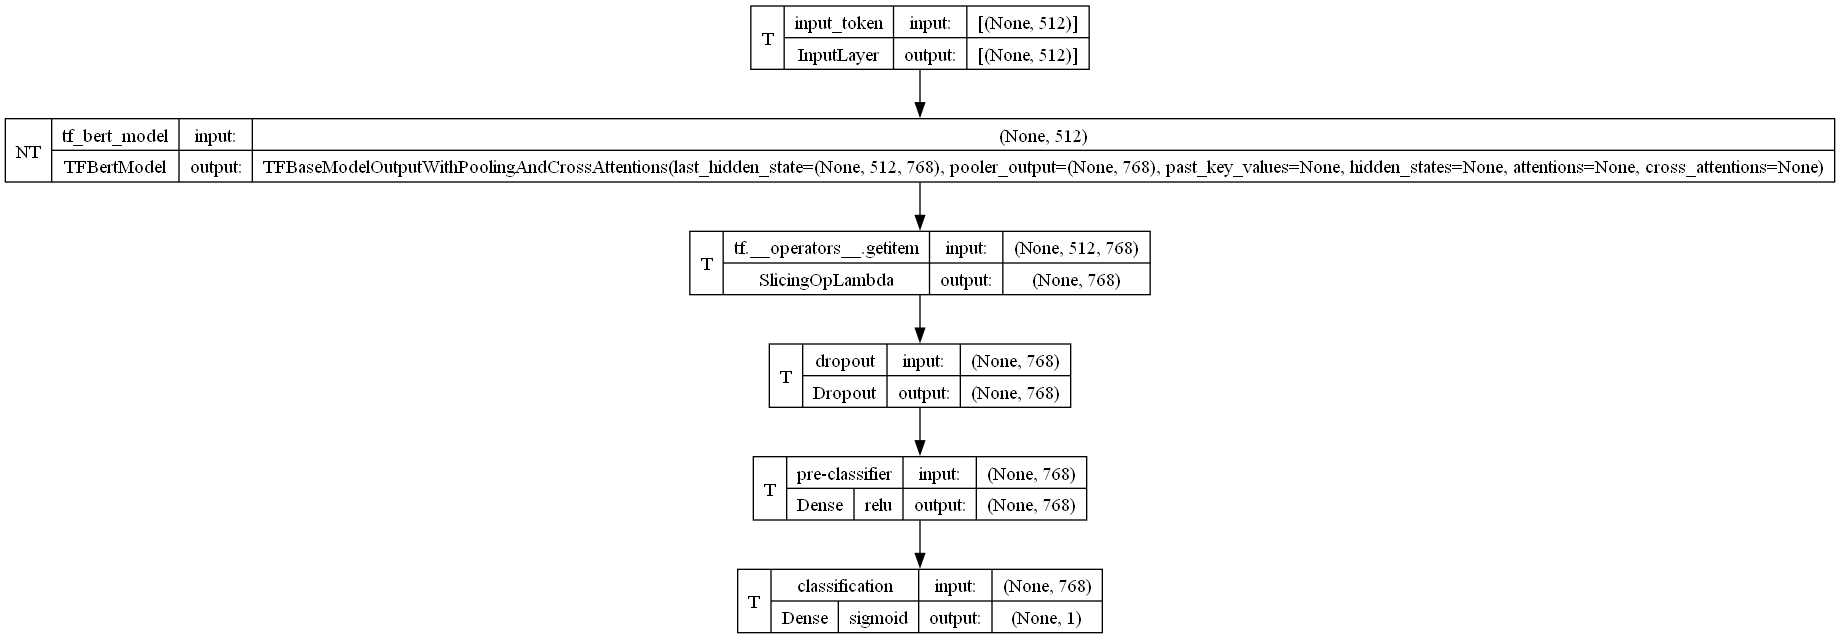 T input_token input: [(None, 512)]
InputLayer output: [(None, 512)]
NT tf_bert_model input: (None, 512)
TFBertModel output: TFBaseModelOutputWithPoolingAndCrossAttentions(last_hidden_state=(None, 512, 768), pooler_output=(None, 768), past_key_values=None, hidden_states=None, attentions=None, cross_attentions=None)
T tf.__operators__.getitem input: (None, 512, 768)
SlicingOpLambda output: (None, 768)
T dropout input: (None, 768)
Dropout output: (None, 768)
T pre-classifier input: (None, 768)
Dense relu output: (None, 768)
T classification input: (None, 768)
Dense sigmoid output: (None, 1)